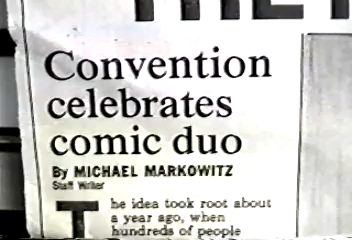 Convention
celebrates
comic duo
By MICHAEL MARKOWITZ
Staff Writer
The idea took root about
a year ago, when
hundreds of people